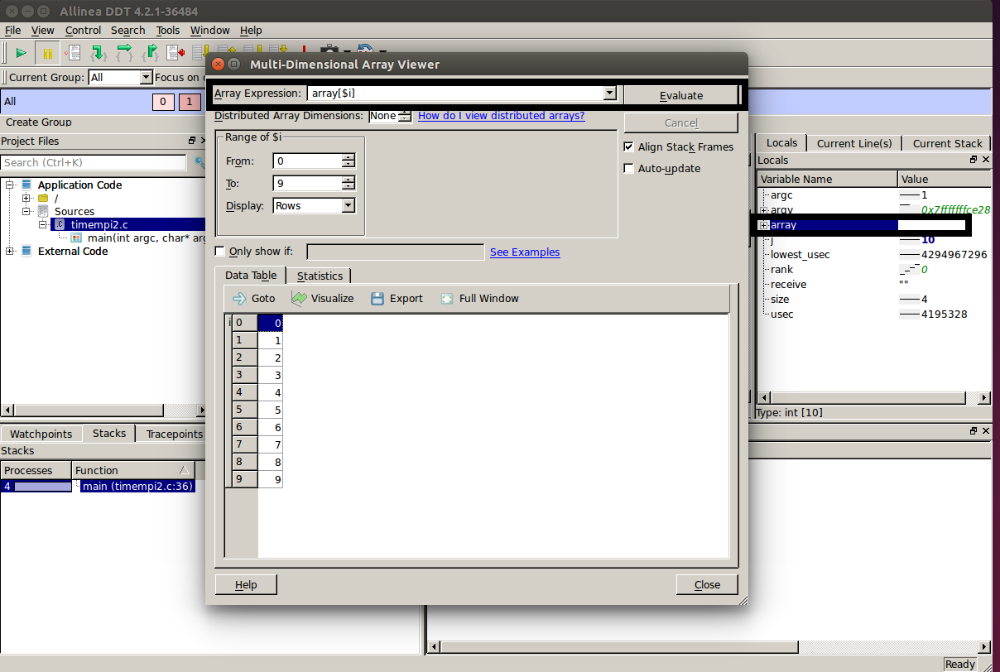 Allinea DDT 4.2.1-36484
File View Control Search Tools Window Help
Current Group: All Focus on
All 0 1
Create Group
Project Files
Search (Ctrl+K)
Application Code
/
Sources
timempi2.c
main(int argc, char* arg
External Code
Multi-Dimensional Array Viewer
Array Expression: array[$i] Evaluate
Distributed Array Dimensions: None How do I view distributed arrays? Cancel
Range of $i
From: 0
To: 9
Display: Rows
Align Stack Frames
Auto-update
Only show if: See Examples
Data Table Statistics
Goto Visualize Export Full Window
i 0 0
1 1
2 2
3 3
4 4
5 5
6 6
7 7
8 8
9 9
Help Close
Locals Current Line(s) Current Stack
Locals
Variable Name Value
argc 1
argv 0x7fffffffce28
array
j 10
lowest_usec 4294967296
rank 0
receive ""
size 4
usec 4195328
Type: int [10]
Watchpoints Stacks Tracepoints
Stacks
Processes Function
4 main (timempi2.c:36)
Ready